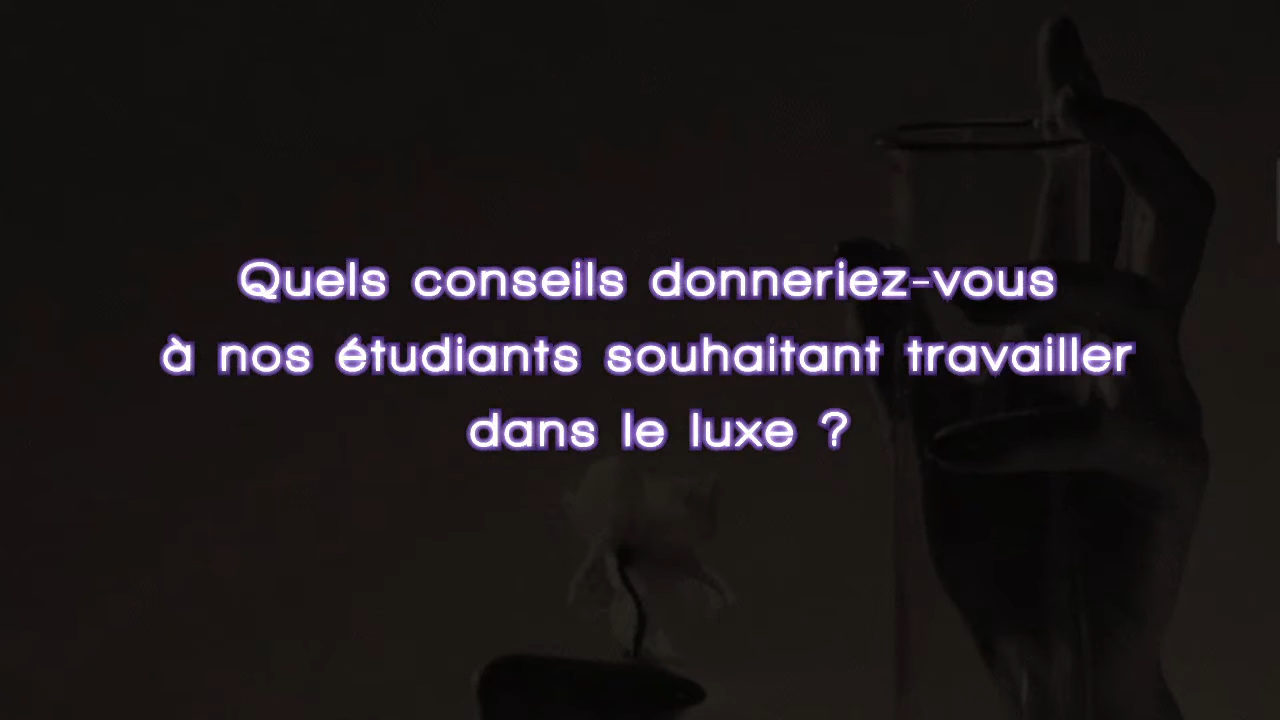 Quels conseils donneriez-vous
à nos étudiants souhaitant travailler
dans le luxe ?